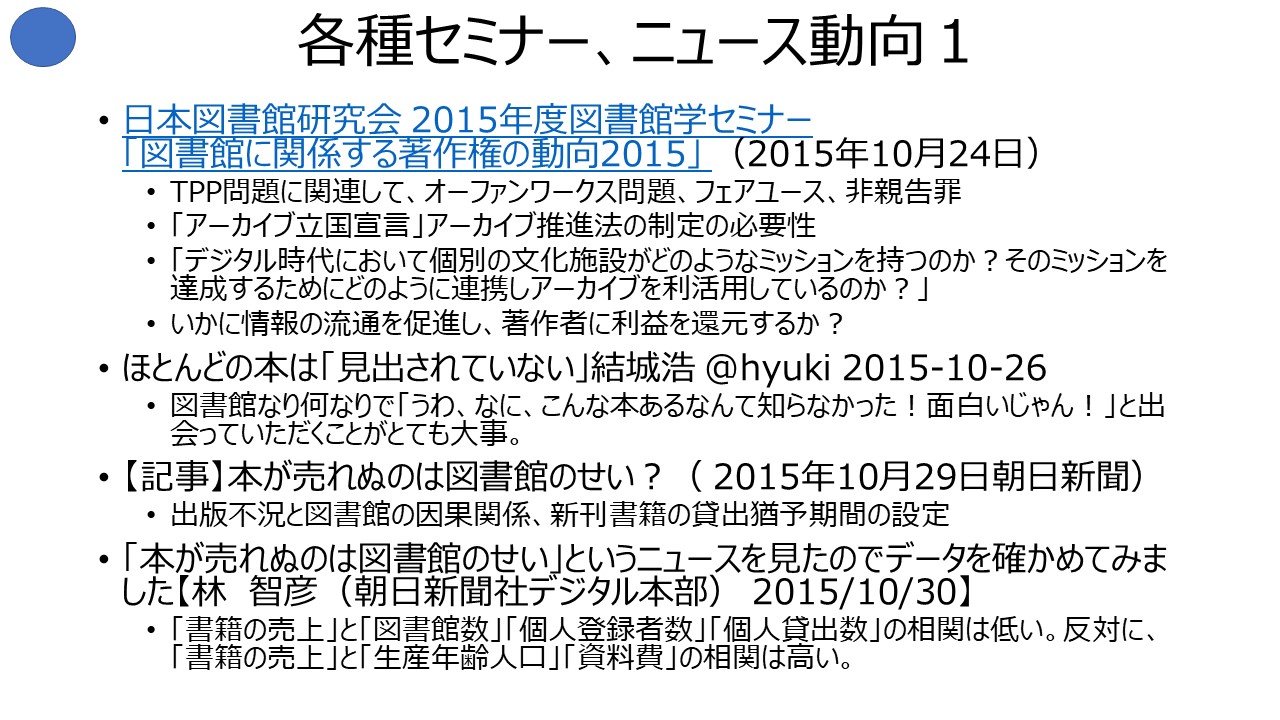 各種セミナー、ニュース動向１
• 日本図書館研究会 2015年度図書館学セミナー
「図書館に関係する著作権の動向2015」（2015年10月24日）
• TPP問題に関連して、オーファンワークス問題、フェアユース、非親告罪
• 「アーカイブ立国宣言」アーカイブ推進法の制定の必要性
• 「デジタル時代において個別の文化施設がどのようなミッションを持つのか？そのミッションを
達成するためにどのように連携しアーカイブを利活用しているのか？」
• いかに情報の流通を促進し、著作者に利益を還元するか？
• ほとんどの本は「見出されていない」結城浩 @hyuki 2015-10-26
• 図書館なり何なりで「うわ、なに、こんな本あるなんて知らなかった！面白いじゃん！」と出
会っていただくことがとても大事。
• 【記事】本が売れぬのは図書館のせい？（ 2015年10月29日朝日新聞）
• 出版不況と図書館の因果関係、新刊書籍の貸出猶予期間の設定
• 「本が売れぬのは図書館のせい」というニュースを見たのでデータを確かめてみま
した【林　智彦（朝日新聞社デジタル本部） 2015/10/30】
• 「書籍の売上」と「図書館数」「個人登録者数」「個人貸出数」の相関は低い。反対に、
「書籍の売上」と「生産年齢人口」「資料費」の相関は高い。